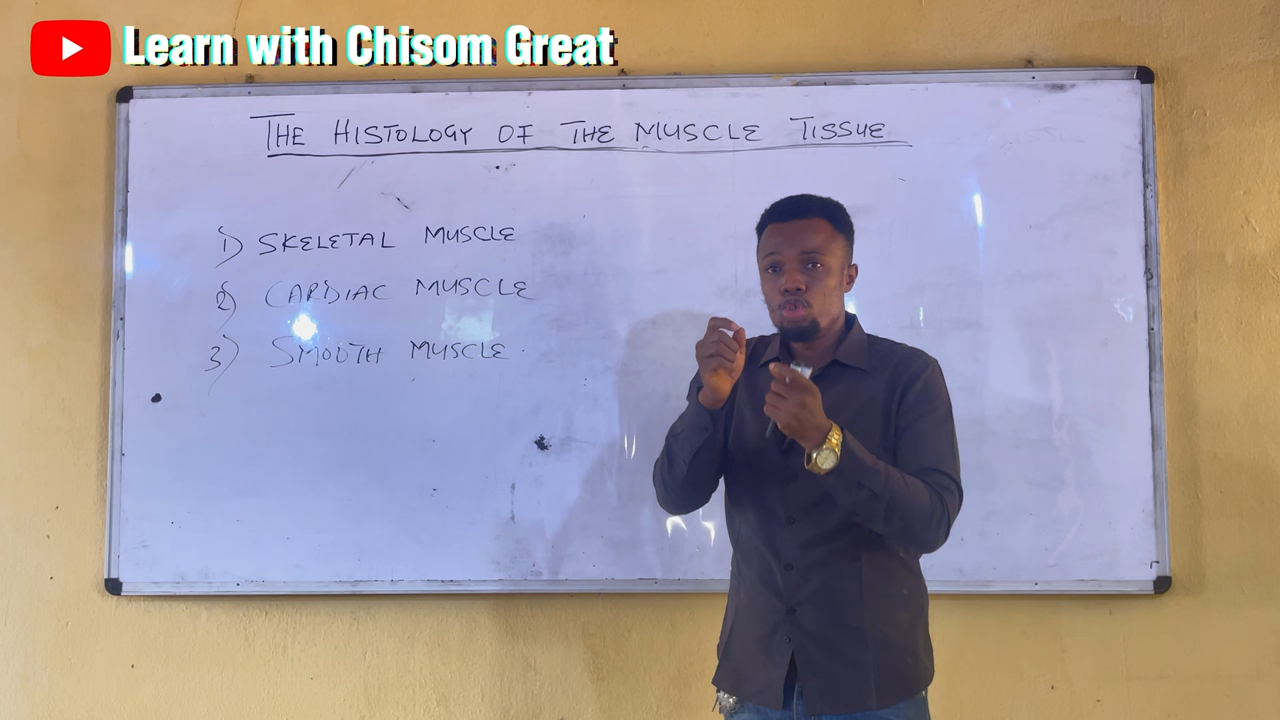 Learn with Chisom Great
THE HISTOLOGY OF THE MUSCLE TISSUE
1) SKELETAL MUSCLE
2) CARDIAC MUSCLE
3) SMOOTH MUSCLE